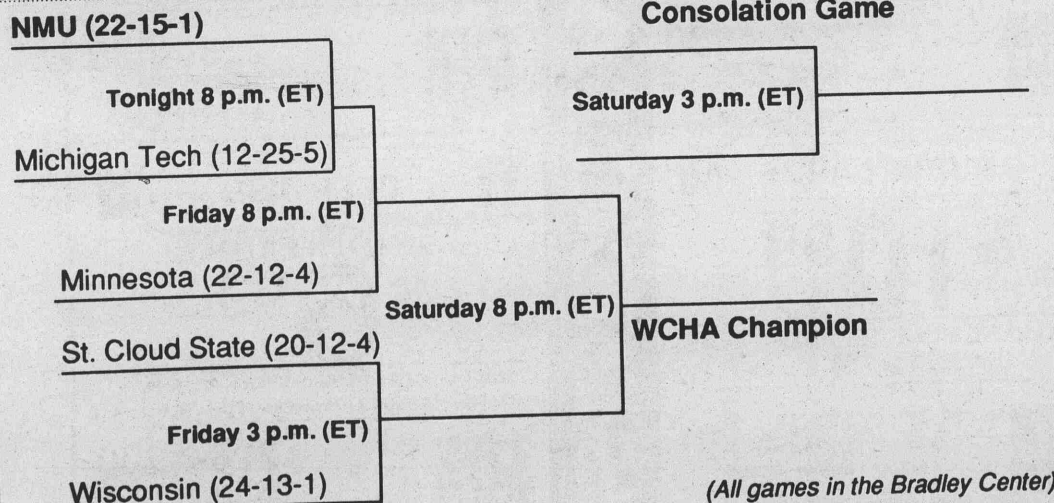 NMU (22-15-1)
Tonight 8 p.m. (ET)
Michigan Tech (12-25-5)
Friday 8 p.m. (ET)
Minnesota (22-12-4)
Saturday 8 p.m. (ET)
St. Cloud State (20-12-4)
Friday 3 p.m. (ET)
Wisconsin (24-13-1)
WCHA Champion
Consolation Game
Saturday 3 p.m. (ET)
(All games in the Bradley Center)